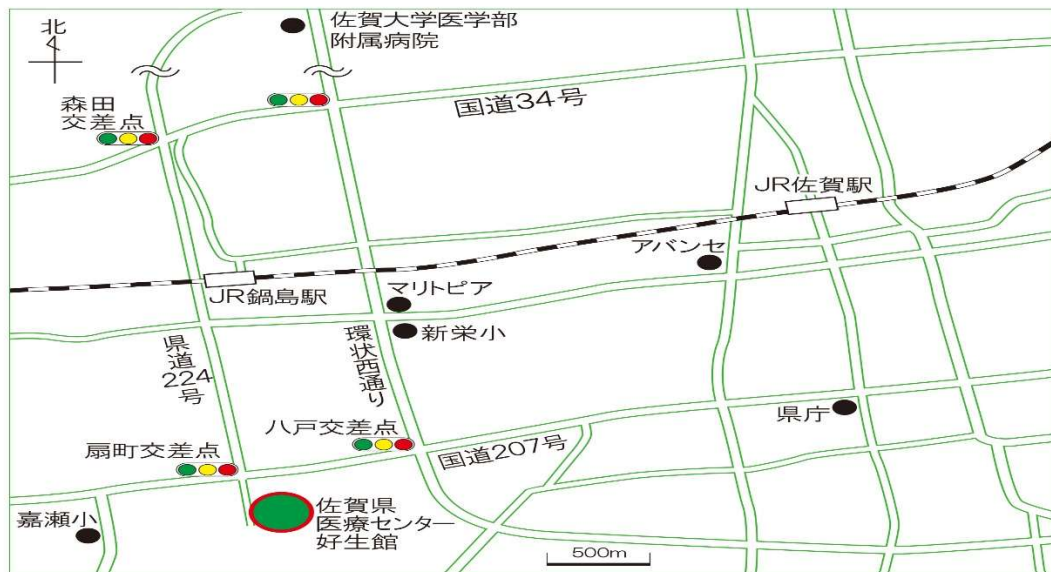 北
佐賀大学医学部
附属病院
森田
交差点
国道34号
JR佐賀駅
アバンセ
JR鍋島駅
マリトピア
新栄小
県道
224
号
環状西通り
県庁
八戸交差点
国道207号
扇町交差点
嘉瀬小
佐賀県
医療センター
好生館
500m